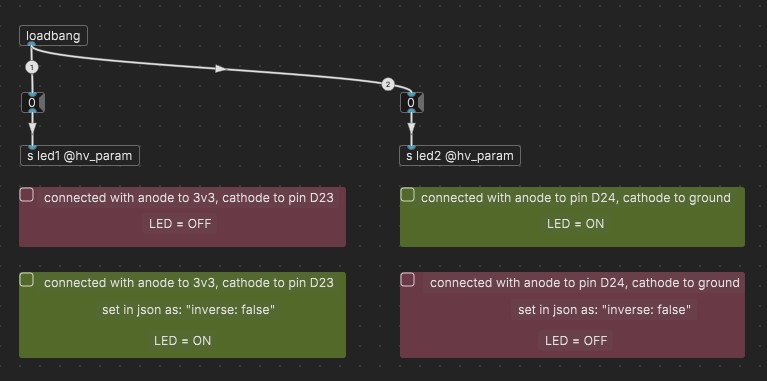 loadbang
1
2
0
0
s led1 @hv_param
s led2 @hv_param
connected with anode to 3v3, cathode to pin D23
LED = OFF
connected with anode to pin D24, cathode to ground
LED = ON
connected with anode to 3v3, cathode to pin D23
set in json as: "inverse: false"
LED = ON
connected with anode to pin D24, cathode to ground
set in json as: "inverse: false"
LED = OFF